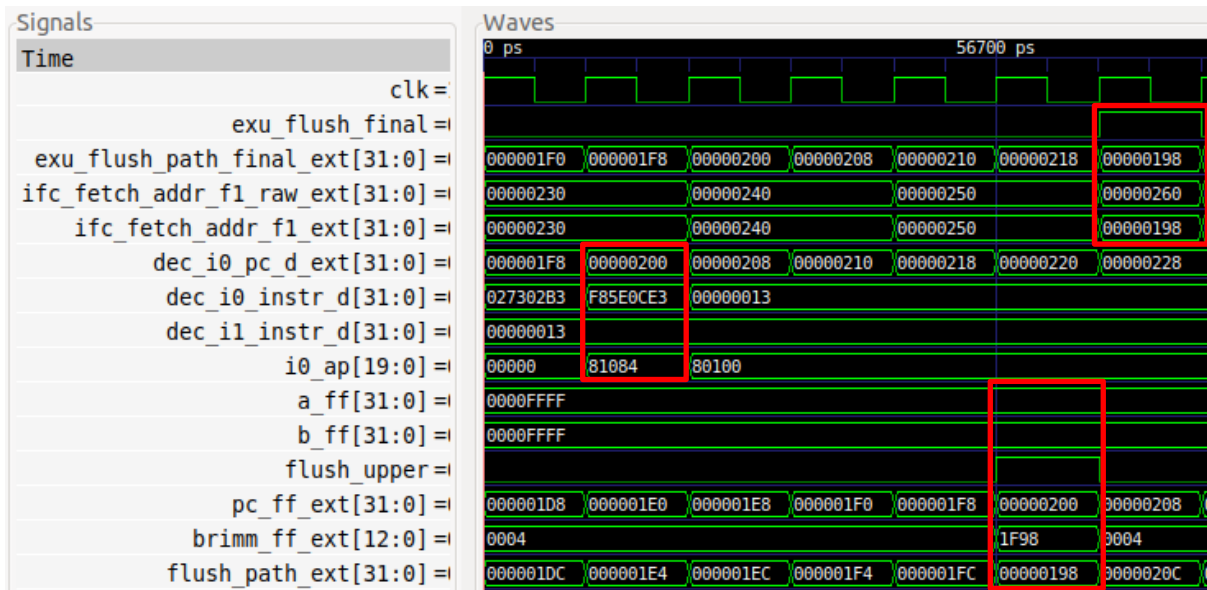 Signals Waves
Time 0 ps 56700 ps
clk =
exu_flush_final =
exu_flush_path_final_ext[31:0] = 000001F0 000001F8 00000200 00000208 00000210 00000218 00000198
ifc_fetch_addr_f1_raw_ext[31:0] = 00000230 00000240 00000250 00000260
ifc_fetch_addr_f1_ext[31:0] = 00000230 00000240 00000250 00000198
dec_i0_pc_d_ext[31:0] = 000001F8 00000200 00000208 00000210 00000218 00000220 00000228
dec_i0_instr_d[31:0] = 027302B3 F85E0CE3 00000013
dec_i1_instr_d[31:0] = 00000013
i0_ap[19:0] = 00000 81084 80100
a_ff[31:0] = 0000FFFF
b_ff[31:0] = 0000FFFF
flush_upper =
pc_ff_ext[31:0] = 000001D8 000001E0 000001E8 000001F0 000001F8 00000200 00000208
brimm_ff_ext[12:0] = 0004 1F98 0004
flush_path_ext[31:0] = 000001DC 000001E4 000001EC 000001F4 000001FC 00000198 0000020C